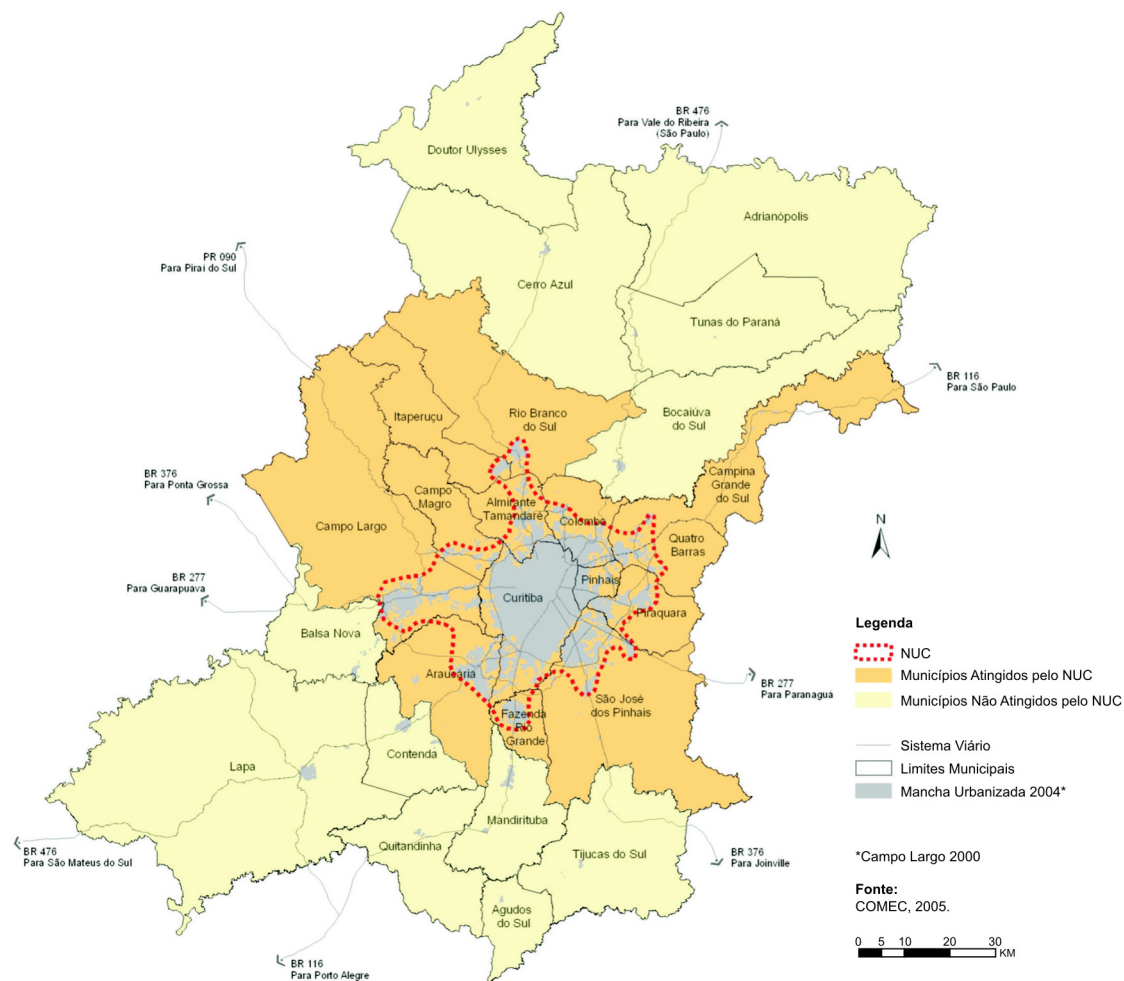 BR 476
Para Vale do Ribeira
(São Paulo)
Doutor Ulysses
Adrianópolis
PR 090
Para Piraí do Sul
Cerro Azul
Tunas do Paraná
BR 116
Para São Paulo
Itaperuçu
Rio Branco
do Sul
Bocaiúva
do Sul
BR 376
Para Ponta Grossa
Campina
Grande
do Sul
Campo
Magro
Almirante
Tamandaré
Campo Largo
Colombo
N
Quatro
Barras
BR 277
Para Guarapuava
Pinhais
Curitiba
Piraquara
Balsa Nova
Araucária
BR 277
Para Paranaguá
São José
dos Pinhais
Fazenda
Rio
Grande
Contenda
Lapa
Mandirituba
BR 476
Para São Mateus do Sul
Quitandinha
Tijucas do Sul
BR 376
Para Joinville
Agudos
do Sul
BR 116
Para Porto Alegre
Legenda
NUC
Municípios Atingidos pelo NUC
Municípios Não Atingidos pelo NUC
Sistema Viário
Limites Municipais
Mancha Urbanizada 2004*
*Campo Largo 2000
Fonte:
COMEC, 2005.
0 5 10 20 30
KM